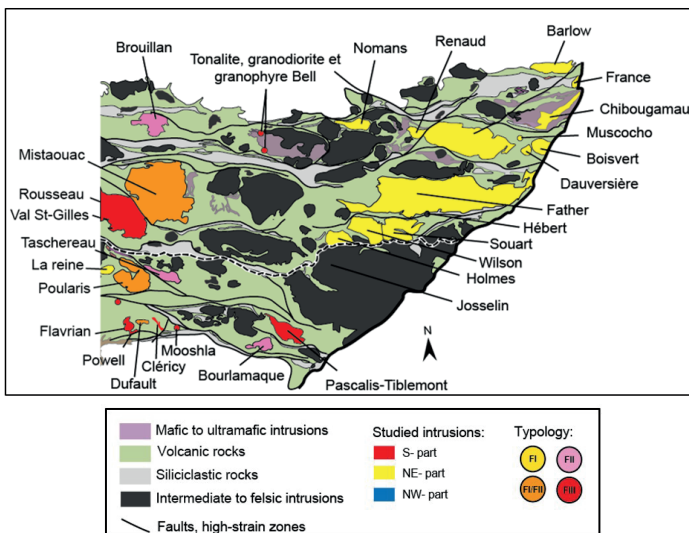 Barlow
Brouillan
Tonalite, granodiorite et
granophyre Bell
Nomans
Renaud
France
Chibougamau
Muscocho
Boisvert
Dauversière
Mistaouac
Rousseau
Val St-Gilles
Taschereau
La reine
Poularis
Father
Hébert
Souart
Wilson
Holmes
Josselin
N
Flavrian
Powell
Dufault
Cléricy
Mooshla
Bourlamaque
Pascalis-Tiblemont
Mafic to ultramafic intrusions
Volcanic rocks
Siliciclastic rocks
Intermediate to felsic intrusions
Faults, high-strain zones
Studied intrusions:
S- part
NE- part
NW- part
Typology:
FI
FII
FI/FII
FIII